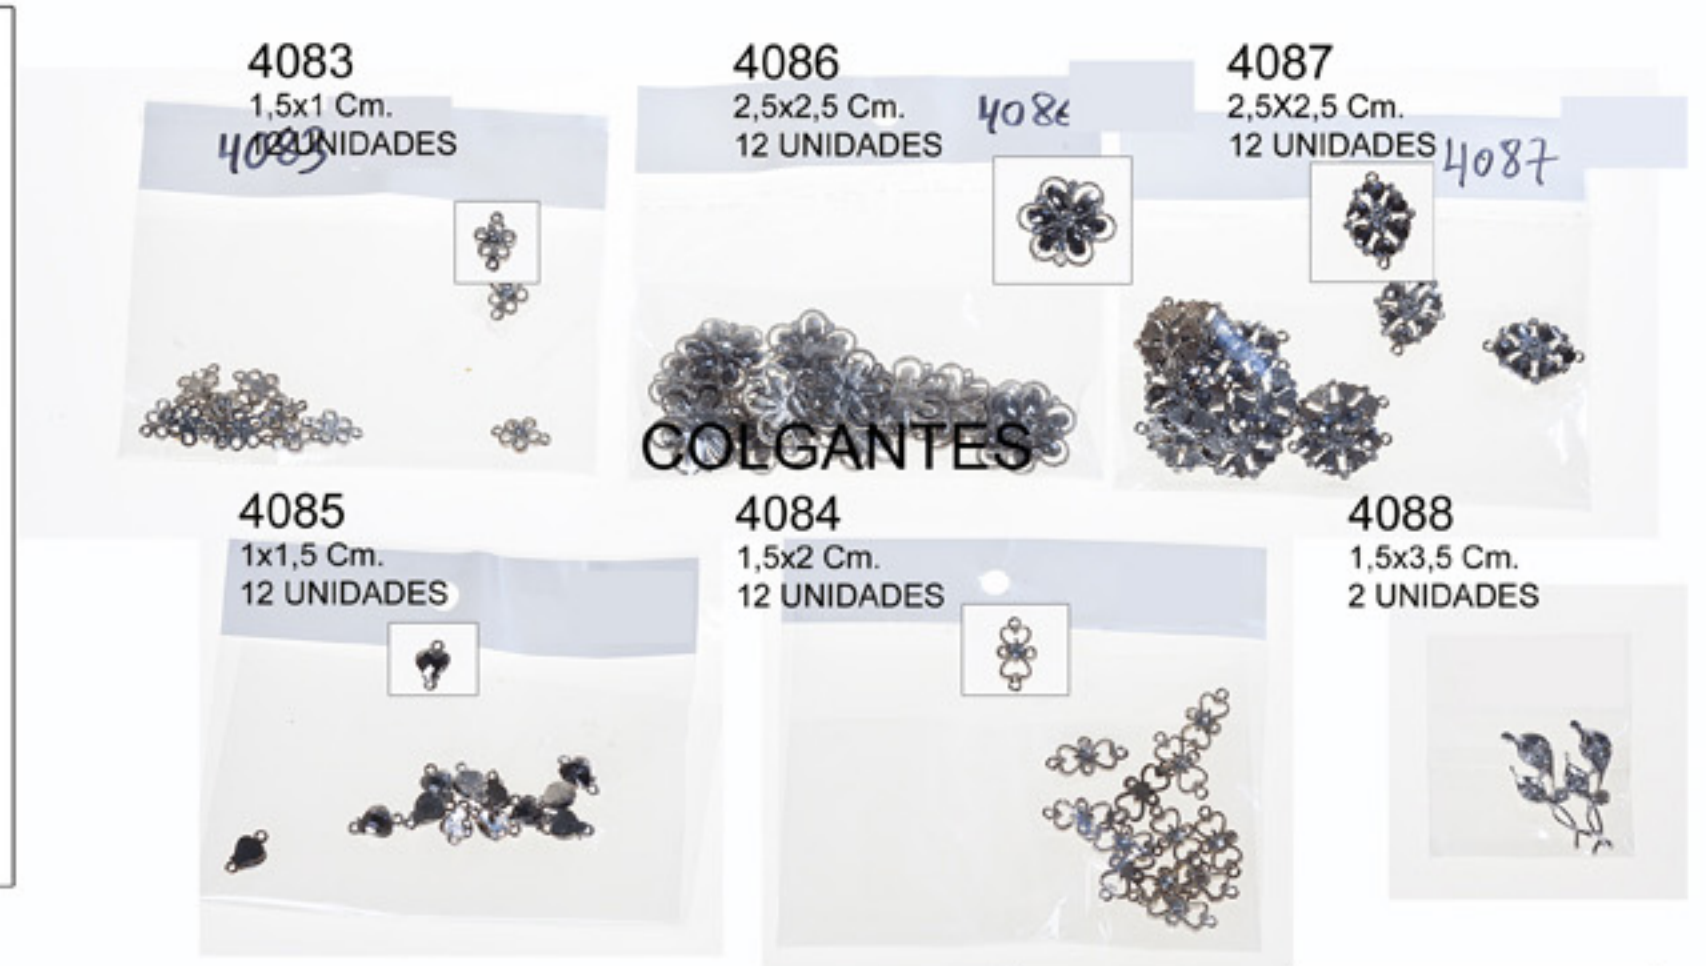 4083
1,5x1 Cm.
12 UNIDADES
4083
4086
2,5x2,5 Cm.
12 UNIDADES
4086
4087
2,5X2,5 Cm.
12 UNIDADES
4087
COLGANTES
4085
1x1,5 Cm.
12 UNIDADES
4084
1,5x2 Cm.
12 UNIDADES
4088
1,5x3,5 Cm.
2 UNIDADES